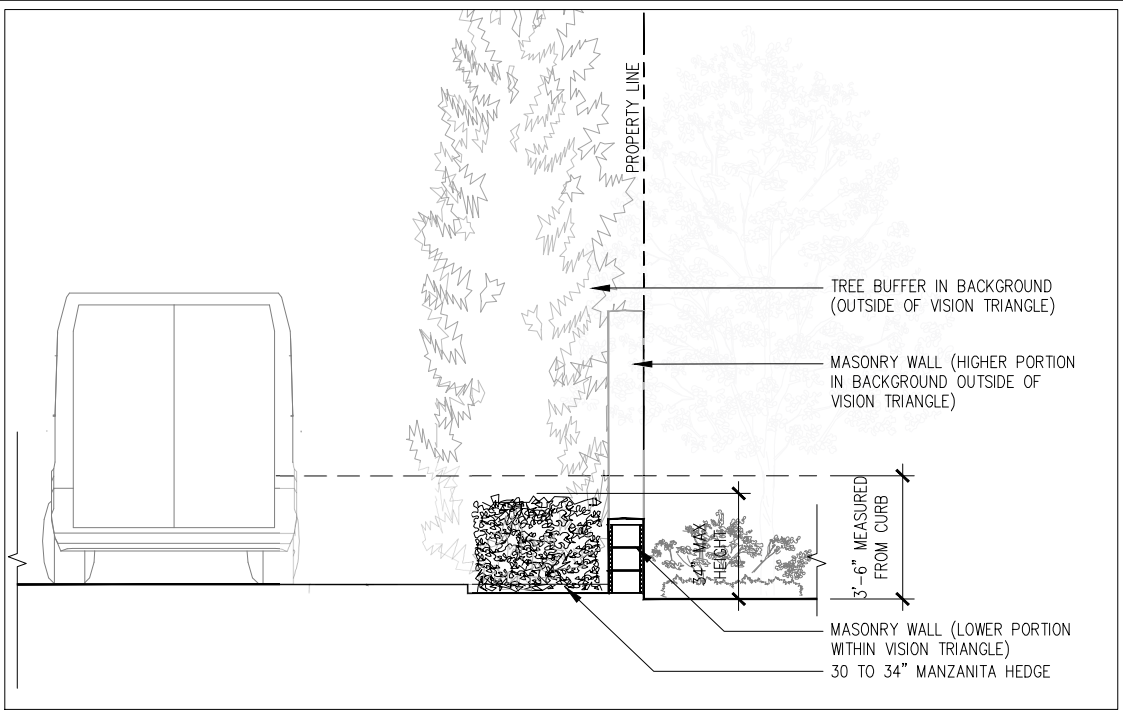 PROPERTY LINE
TREE BUFFER IN BACKGROUND
(OUTSIDE OF VISION TRIANGLE)
MASONRY WALL (HIGHER PORTION
IN BACKGROUND OUTSIDE OF
VISION TRIANGLE)
34" MAX
HEIGHT
3'-6" MEASURED
FROM CURB
MASONRY WALL (LOWER PORTION
WITHIN VISION TRIANGLE)
30 TO 34" MANZANITA HEDGE